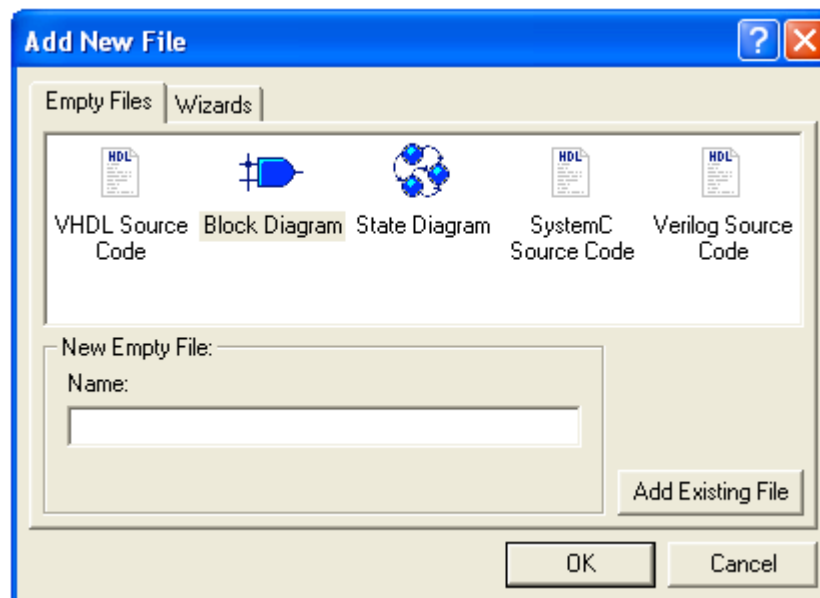 Add New File
Empty Files Wizards
HDL HDL HDL
VHDL Source Code
Block Diagram
State Diagram
SystemC Source Code
Verilog Source Code
New Empty File:
Name:
Add Existing File
OK Cancel